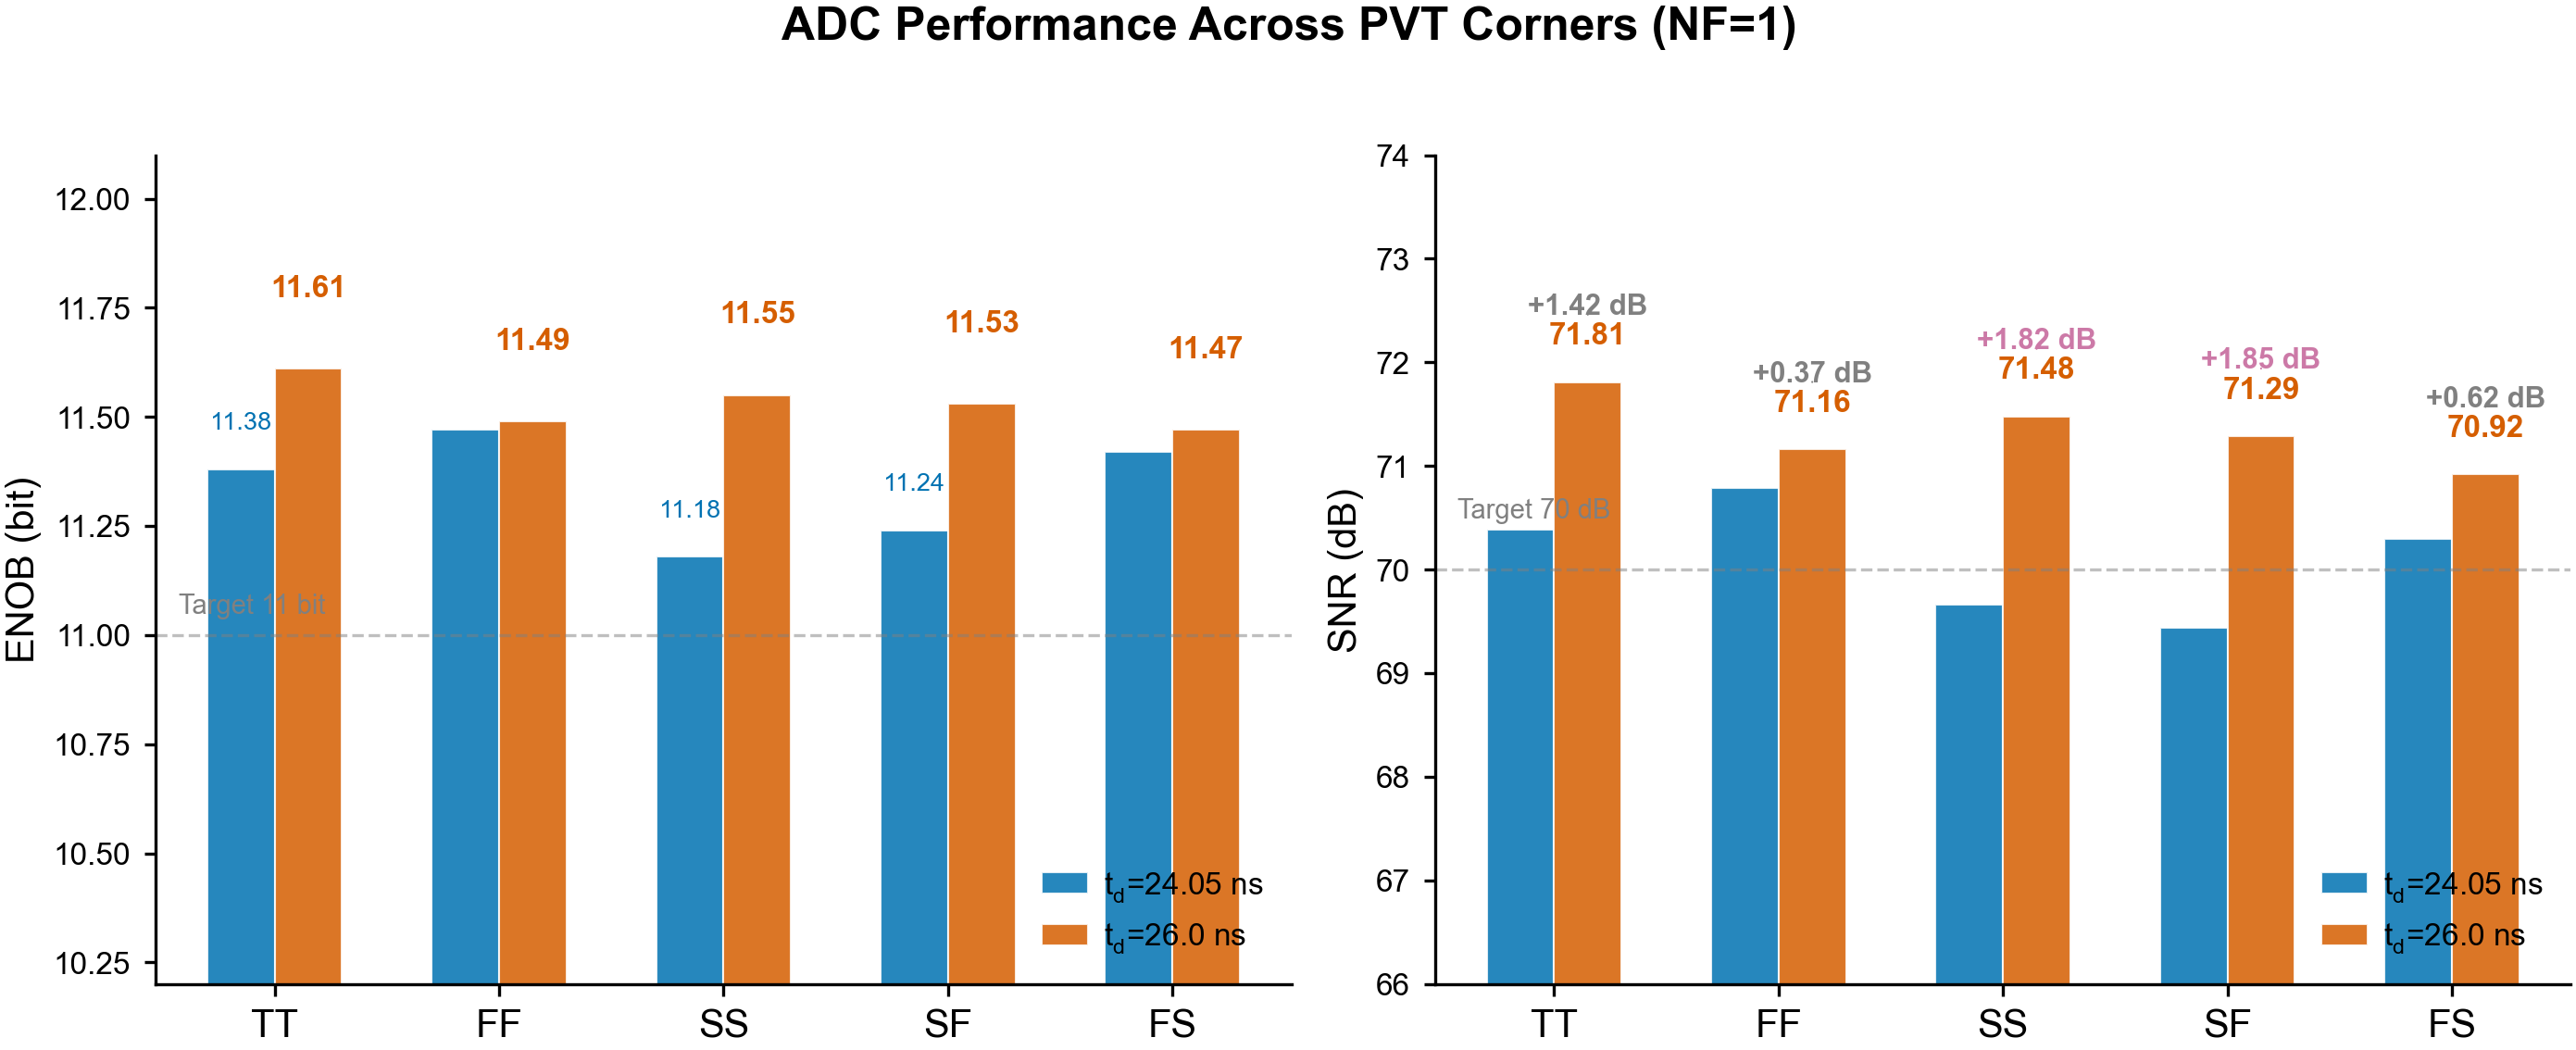 ADC Performance Across PVT Corners (NF=1)
ENOB (bit)
12.00
11.75
11.50
11.25
11.00
10.75
10.50
10.25
11.61
11.49
11.55
11.53
11.47
11.38
11.18
11.24
Target 11 bit
td=24.05 ns
td=26.0 ns
TT FF SS SF FS
SNR (dB)
74
73
72
71
70
69
68
67
66
+1.42 dB
71.81
+0.37 dB
71.16
+1.82 dB
71.48
+1.85 dB
71.29
+0.62 dB
70.92
Target 70 dB
td=24.05 ns
td=26.0 ns
TT FF SS SF FS